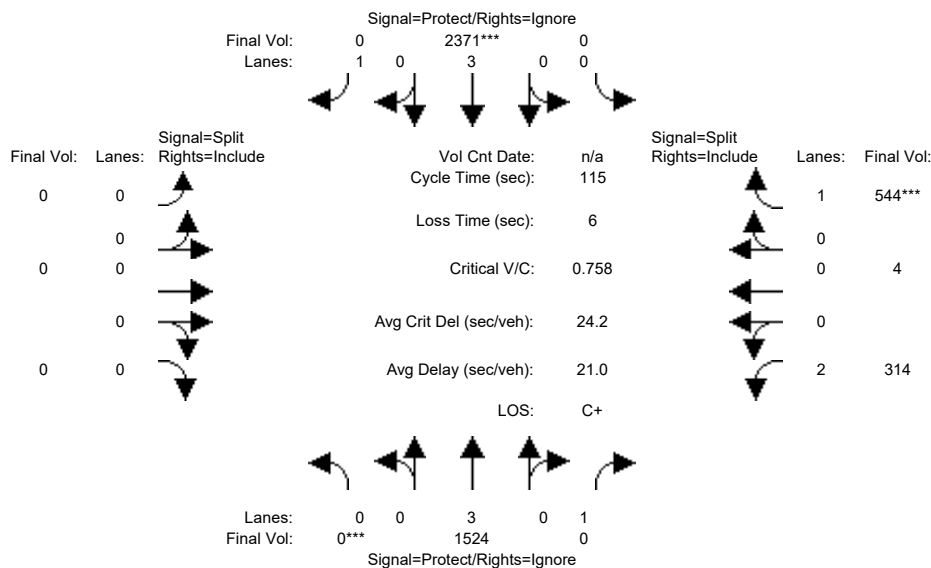 Signal=Protect/Rights=Ignore
Final Vol: 0 2371*** 0
Lanes: 1 0 3 0 0
Signal=Split
Final Vol: Lanes: Rights=Include
Vol Cnt Date: n/a
Signal=Split
Rights=Include Lanes: Final Vol:
Cycle Time (sec): 115
0 0 1 544***
Loss Time (sec): 6
0 0
0 0 Critical V/C: 0.758 0 4
0 Avg Crit Del (sec/veh): 24.2 0
0 0 Avg Delay (sec/veh): 21.0 2 314
LOS: C+
Lanes: 0 0 3 0 1
Final Vol: 0*** 1524 0
Signal=Protect/Rights=Ignore